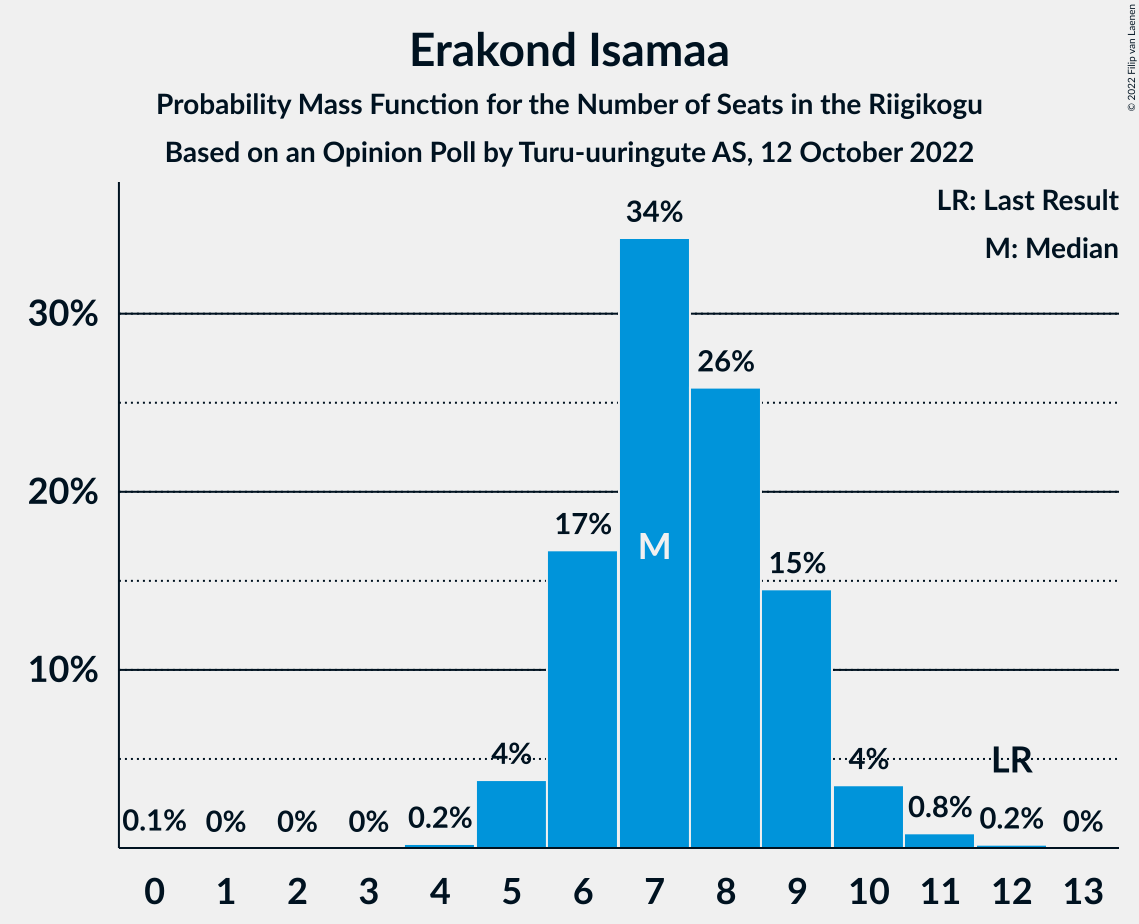 Erakond Isamaa
Probability Mass Function for the Number of Seats in the Riigikogu
Based on an Opinion Poll by Turu-uuringute AS, 12 October 2022
© 2022 Filip van Laenen
LR: Last Result
M: Median
34%
30%
26%
20%
17%
M
15%
10%
4%
4%
LR
0.1%
0%
0%
0%
0.2%
0.8%
0.2%
0%
0 1 2 3 4 5 6 7 8 9 10 11 12 13